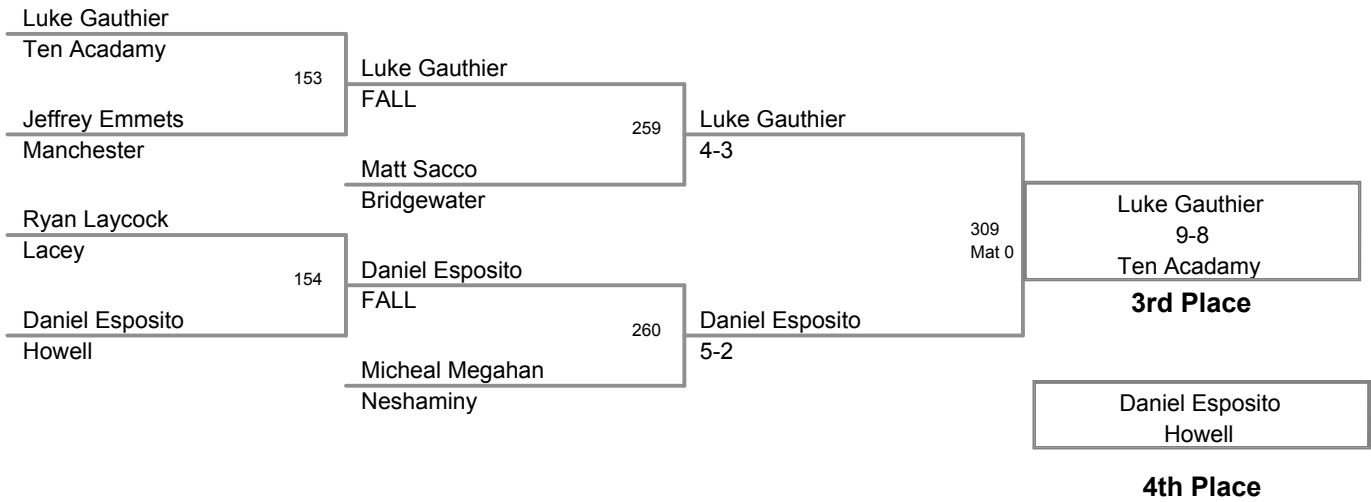 Luke Gauthier
Ten Acadamy
153
Jeffrey Emmets
Manchester
Ryan Laycock
Lacey
154
Daniel Esposito
Howell
Luke Gauthier
FALL
259
Matt Sacco
Bridgewater
Daniel Esposito
FALL
260
Micheal Megahan
Neshaminy
Luke Gauthier
4-3
309
Mat 0
Daniel Esposito
5-2
Luke Gauthier
9-8
Ten Acadamy
3rd Place
Daniel Esposito
Howell
4th Place